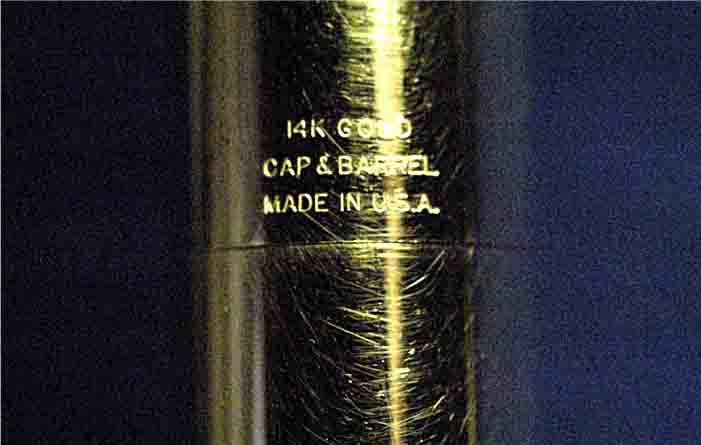 14K GOLD
CAP & BARREL
MADE IN U.S.A.